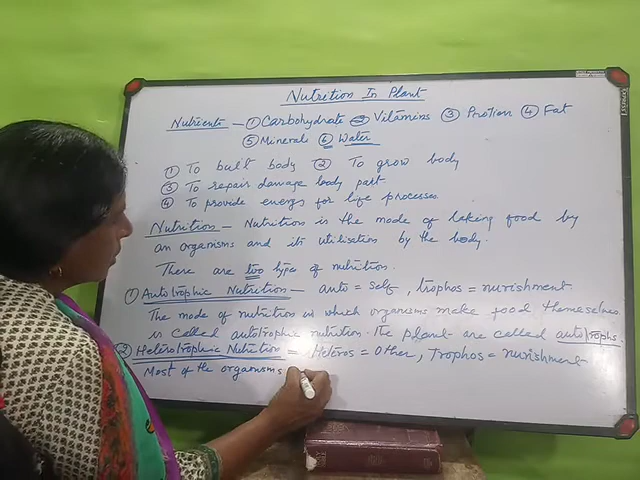 Nutrition In Plant
Nutrients - ① Carbohydrate ② Vitamins ③ Protion ④ Fat
⑤ Mineral ⑥ Water
① To built body ② To grow body
③ To repair damage body part
④ To provide energy for life processes.
Nutrition - Nutrition is the mode of taking food by
an organisms and its utilisation by the body.
There are two type of nutrition.
① Autotrophic Nutrition - auto = self, trophos = nurishment.
The mode of nutrition in which organisms make food themselves
is called autotrophic nutrition. The plant are called autotrophs.
② Heterotrophic Nutrition = Heteros = other, Trophos = nurishment
Most of the organisms